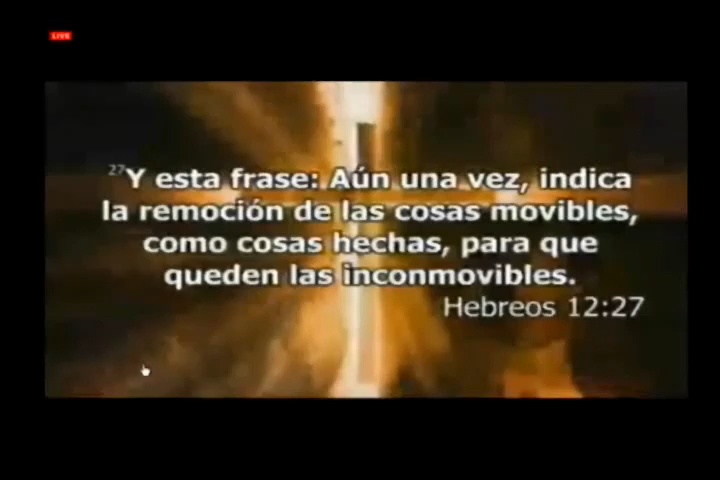 LIVE
27Y esta frase: Aún una vez, indica
la remoción de las cosas movibles,
como cosas hechas, para que
queden las inconmovibles.
Hebreos 12:27